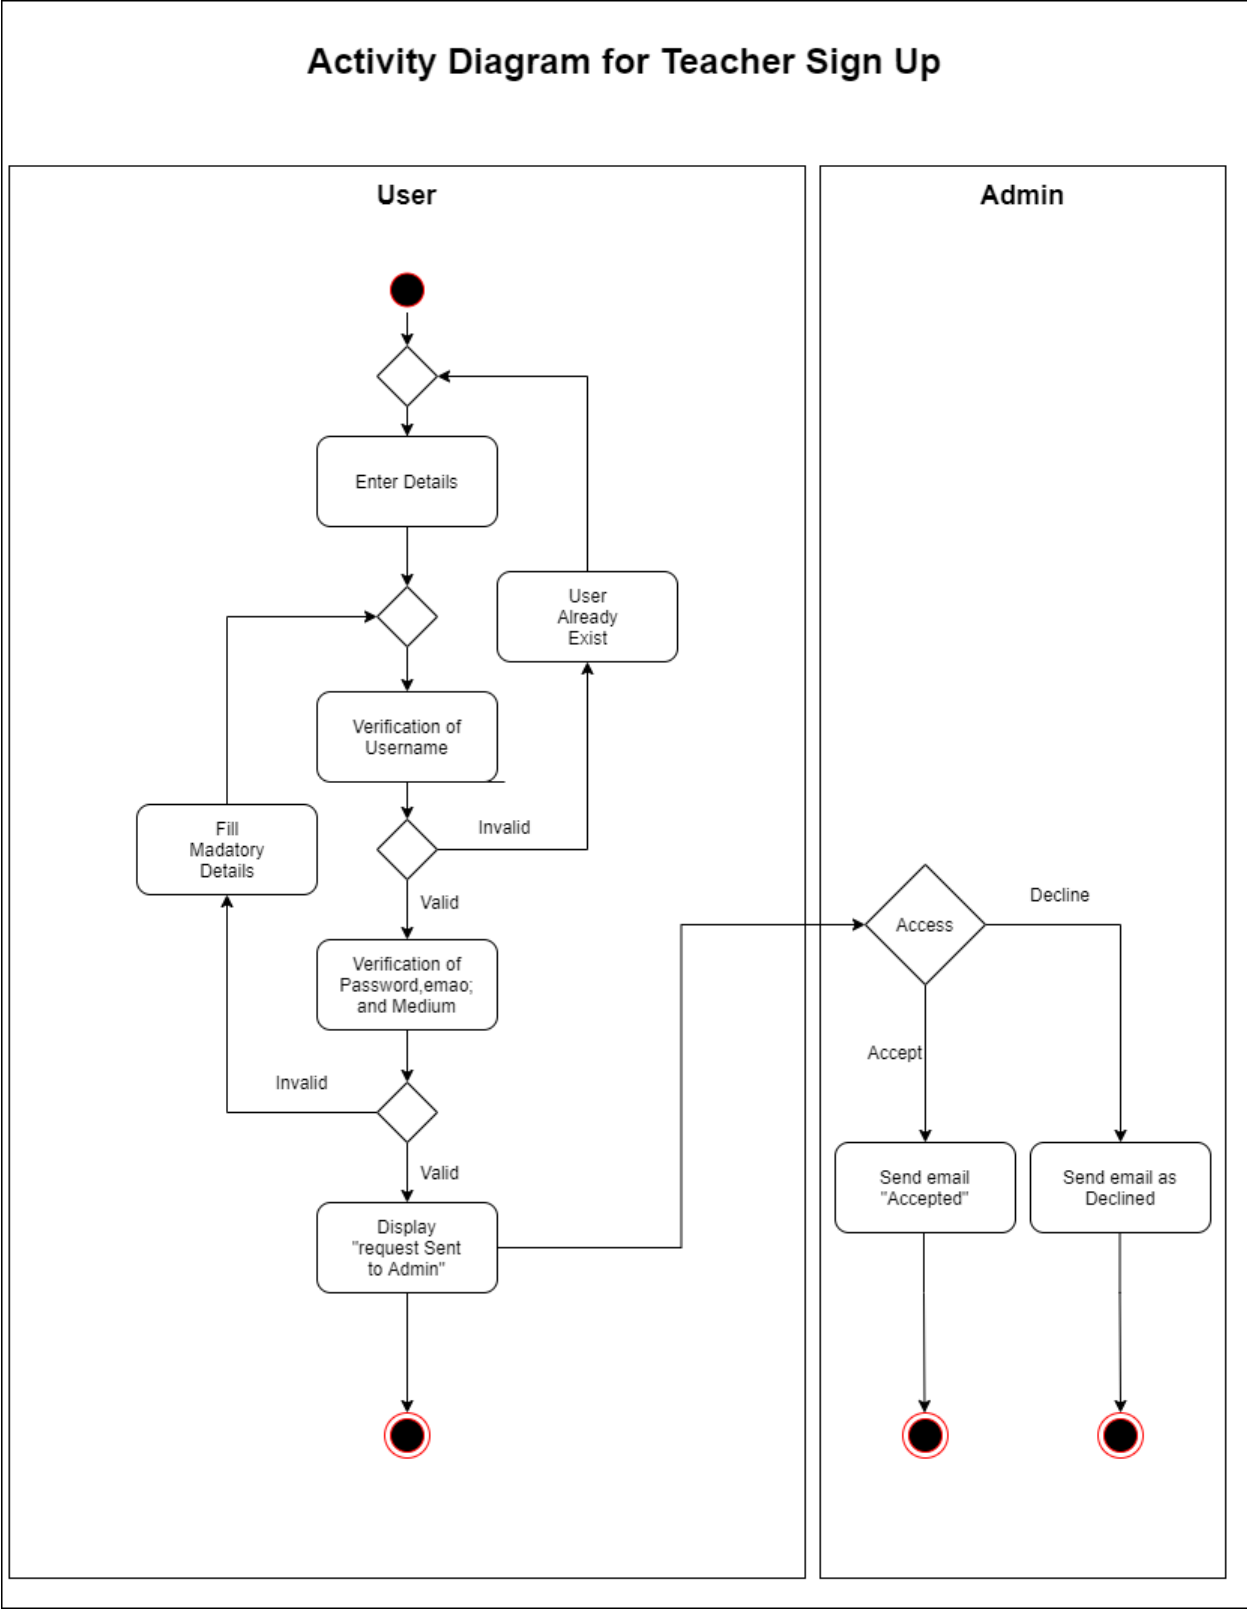 Activity Diagram for Teacher Sign Up
User
Admin
Enter Details
User
Already
Exist
Verification of
Username
Invalid
Fill
Madatory
Details
Valid
Access
Decline
Verification of
Password,emao;
and Medium
Accept
Invalid
Valid
Send email
"Accepted"
Send email as
Declined
Display
"request Sent
to Admin"